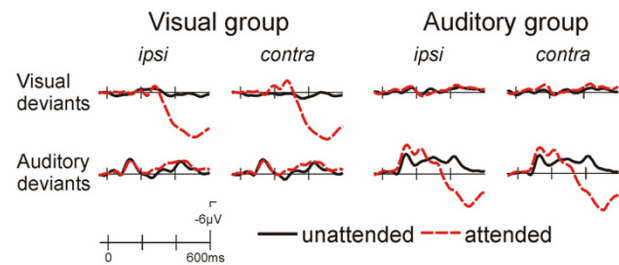 Visual group Auditory group
ipsi contra ipsi contra
Visual
deviants
Auditory
deviants
-6µV
0 600ms
unattended attended